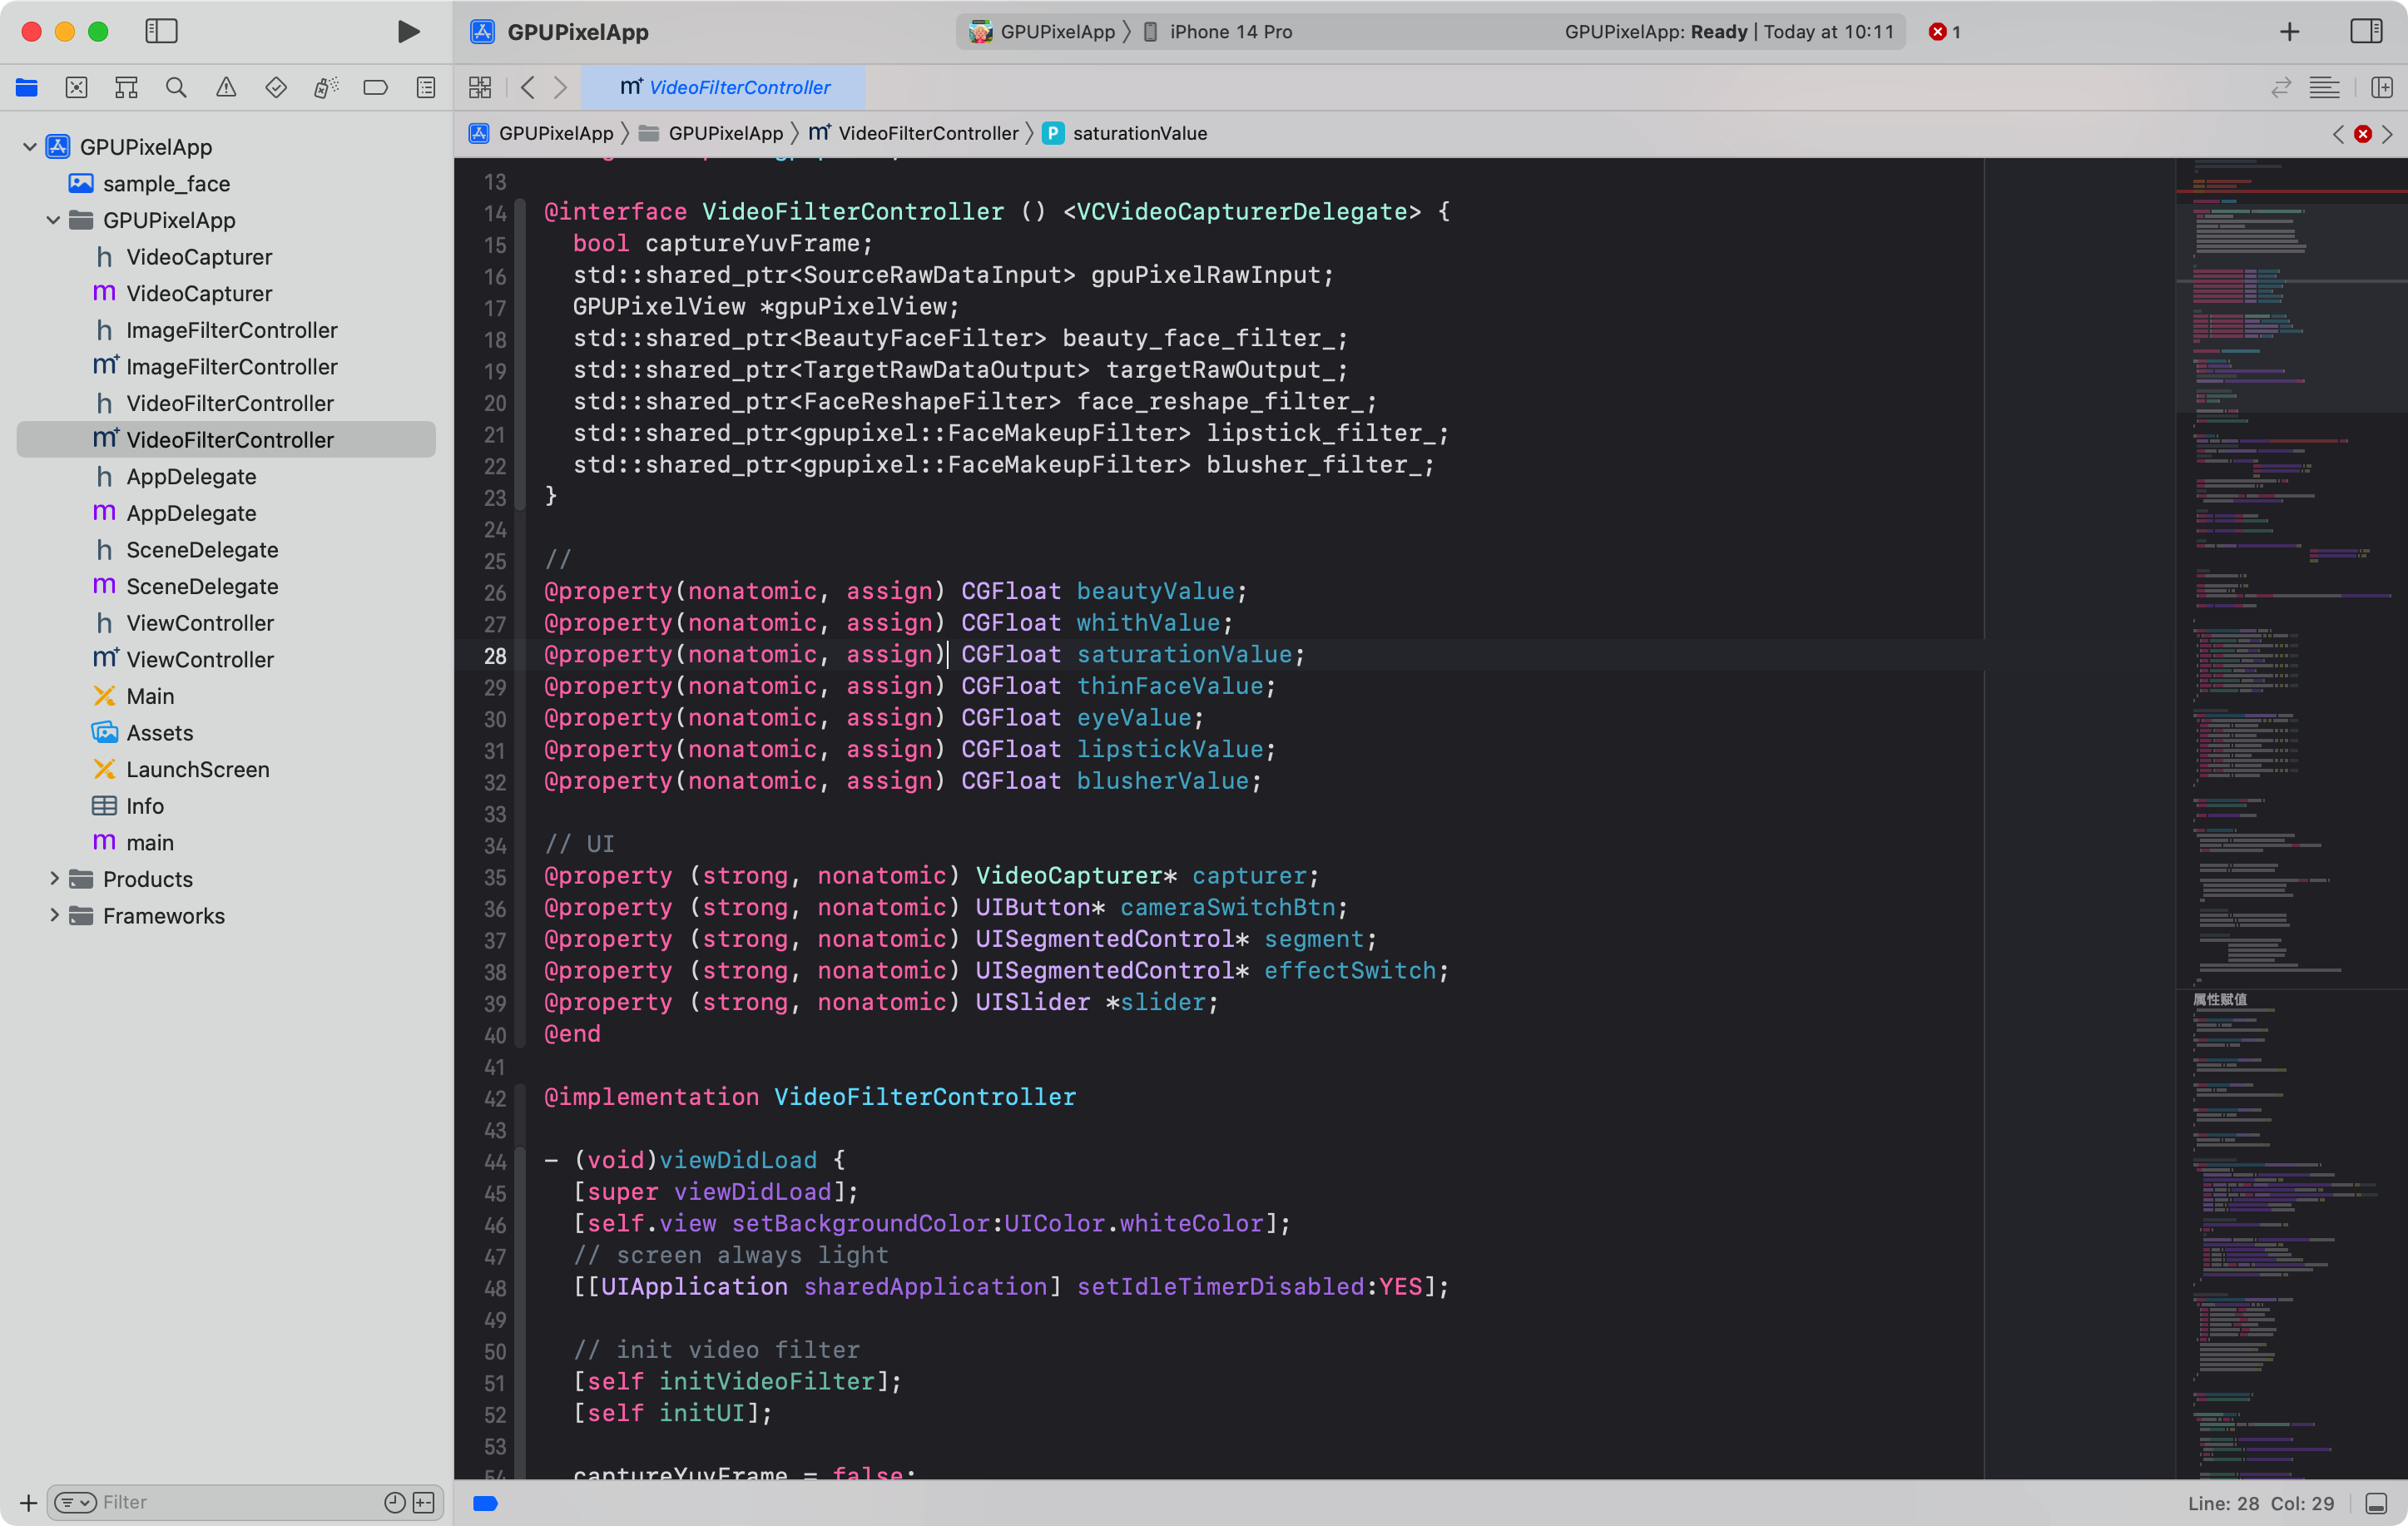 GPUPixelApp
GPUPixelApp
iPhone 14 Pro
GPUPixelApp: Ready | Today at 10:11
1
VideoFilterController
GPUPixelApp
GPUPixelApp
VideoFilterController
P saturationValue
GPUPixelApp
sample_face
GPUPixelApp
h VideoCapturer
m VideoCapturer
h ImageFilterController
m+ ImageFilterController
h VideoFilterController
m+ VideoFilterController
h AppDelegate
m AppDelegate
h SceneDelegate
m SceneDelegate
h ViewController
m+ ViewController
Main
Assets
LaunchScreen
Info
m main
Products
Frameworks
Filter
13
14 @interface VideoFilterController () <VCVideoCapturerDelegate> {
15 bool captureYuvFrame;
16 std::shared_ptr<SourceRawDataInput> gpuPixelRawInput;
17 GPUPixelView *gpuPixelView;
18 std::shared_ptr<BeautyFaceFilter> beauty_face_filter_;
19 std::shared_ptr<TargetRawDataOutput> targetRawOutput_;
20 std::shared_ptr<FaceReshapeFilter> face_reshape_filter_;
21 std::shared_ptr<gpupixel::FaceMakeupFilter> lipstick_filter_;
22 std::shared_ptr<gpupixel::FaceMakeupFilter> blusher_filter_;
23 }
24
25 //
26 @property(nonatomic, assign) CGFloat beautyValue;
27 @property(nonatomic, assign) CGFloat whithValue;
28 @property(nonatomic, assign) CGFloat saturationValue;
29 @property(nonatomic, assign) CGFloat thinFaceValue;
30 @property(nonatomic, assign) CGFloat eyeValue;
31 @property(nonatomic, assign) CGFloat lipstickValue;
32 @property(nonatomic, assign) CGFloat blusherValue;
33
34 // UI
35 @property (strong, nonatomic) VideoCapturer* capturer;
36 @property (strong, nonatomic) UIButton* cameraSwitchBtn;
37 @property (strong, nonatomic) UISegmentedControl* segment;
38 @property (strong, nonatomic) UISegmentedControl* effectSwitch;
39 @property (strong, nonatomic) UISlider *slider;
40 @end
41
42 @implementation VideoFilterController
43
44 - (void)viewDidLoad {
45 [super viewDidLoad];
46 [self.view setBackgroundColor:UIColor.whiteColor];
47 // screen always light
48 [[UIApplication sharedApplication] setIdleTimerDisabled:YES];
49
50 // init video filter
51 [self initVideoFilter];
52 [self initUI];
53
54 captureYuvFrame = false;
属性赋值
Line: 28 Col: 29